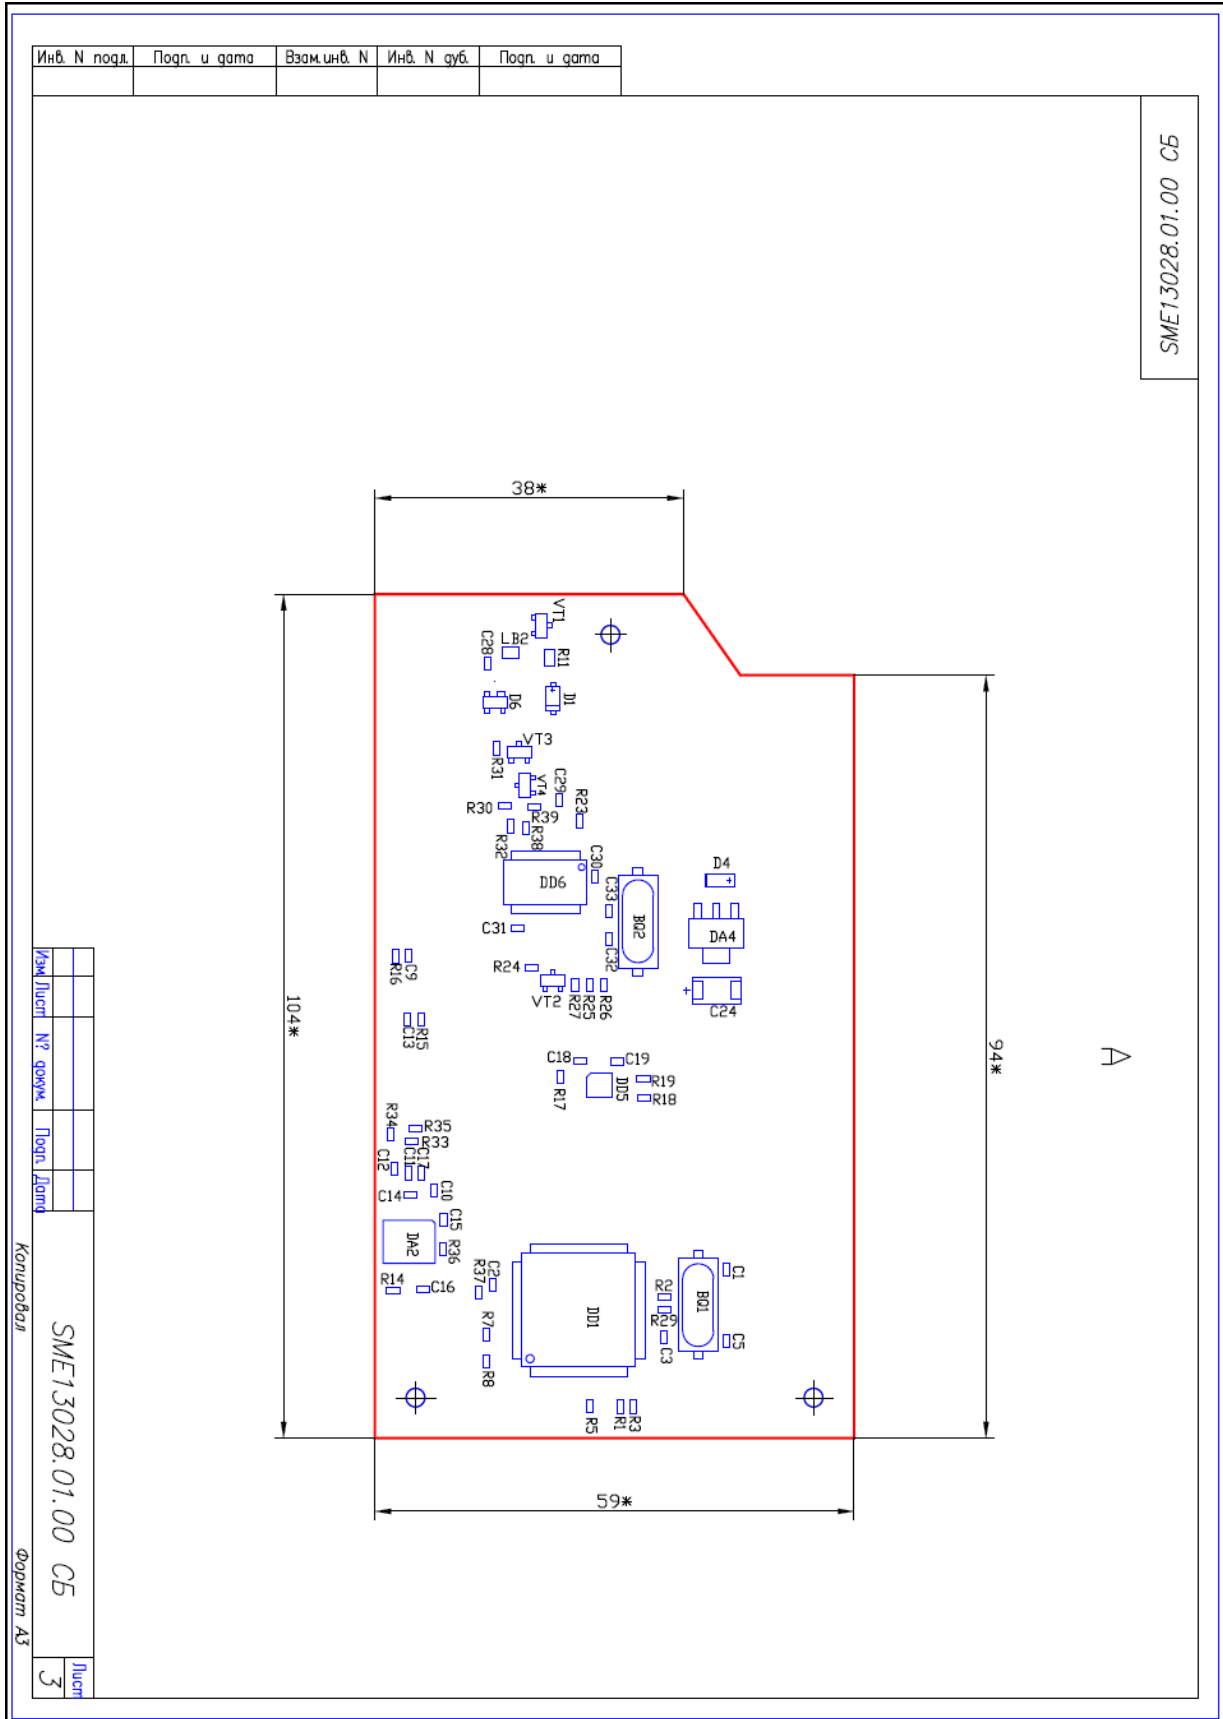 Инв. N подл.
Подп. и дата
Взам.инв. N
Инв. N дуб.
Подп. и дата
SME13028.01.00 СБ
38*
VT1
LB2
C28
R11
D6
D1
VT3
R31
VT4
C29
R23
R30
R39
R32
R38
C30
DD6
C33
BQ2
D4
C31
DA4
R16
C9
R24
C32
VT2
R27
R25
R26
C24
104*
C13
R15
94*
A
C18
C19
R17
DD5
R19
R18
R34
R35
R33
C12
C11
C17
C14
C10
C15
DA2
R36
R14
C16
R37
C2
R7
R8
DD1
R2
R29
C3
BQ1
C1
C5
R5
R1
R3
59*
Изм.
Лист
N? докум.
Подп.
Дата
SME13028.01.00 СБ
Лист
3
Копировал
Формат А3